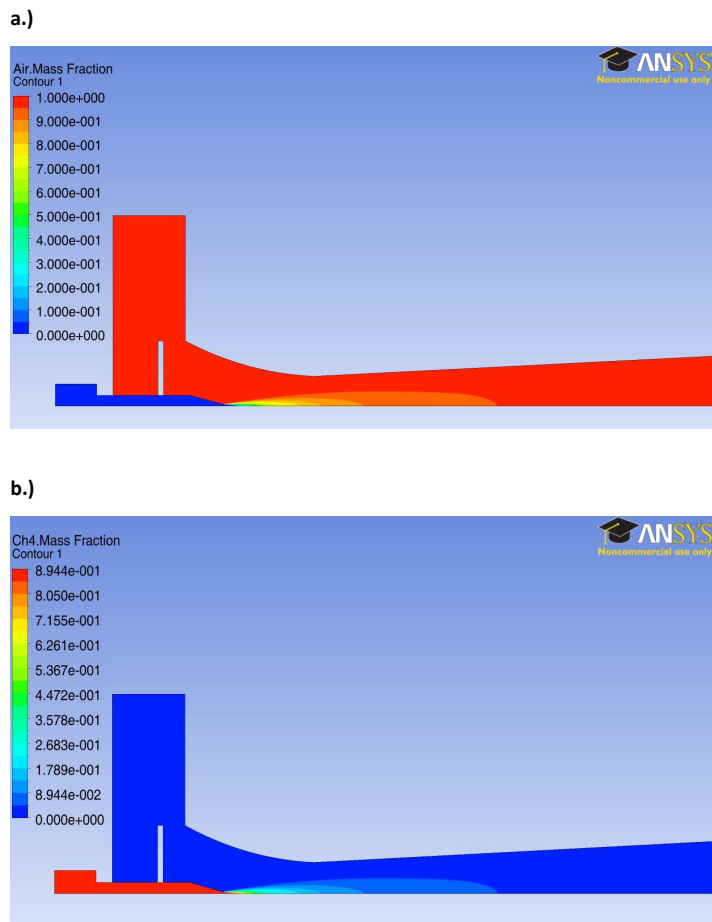 a.)
Air.Mass Fraction
Contour 1
1.000e+000
9.000e-001
8.000e-001
7.000e-001
6.000e-001
5.000e-001
4.000e-001
3.000e-001
2.000e-001
1.000e-001
0.000e+000
ANSYS
Noncommercial use only
b.)
Ch4.Mass Fraction
Contour 1
8.944e-001
8.050e-001
7.155e-001
6.261e-001
5.367e-001
4.472e-001
3.578e-001
2.683e-001
1.789e-001
8.944e-002
0.000e+000
ANSYS
Noncommercial use only